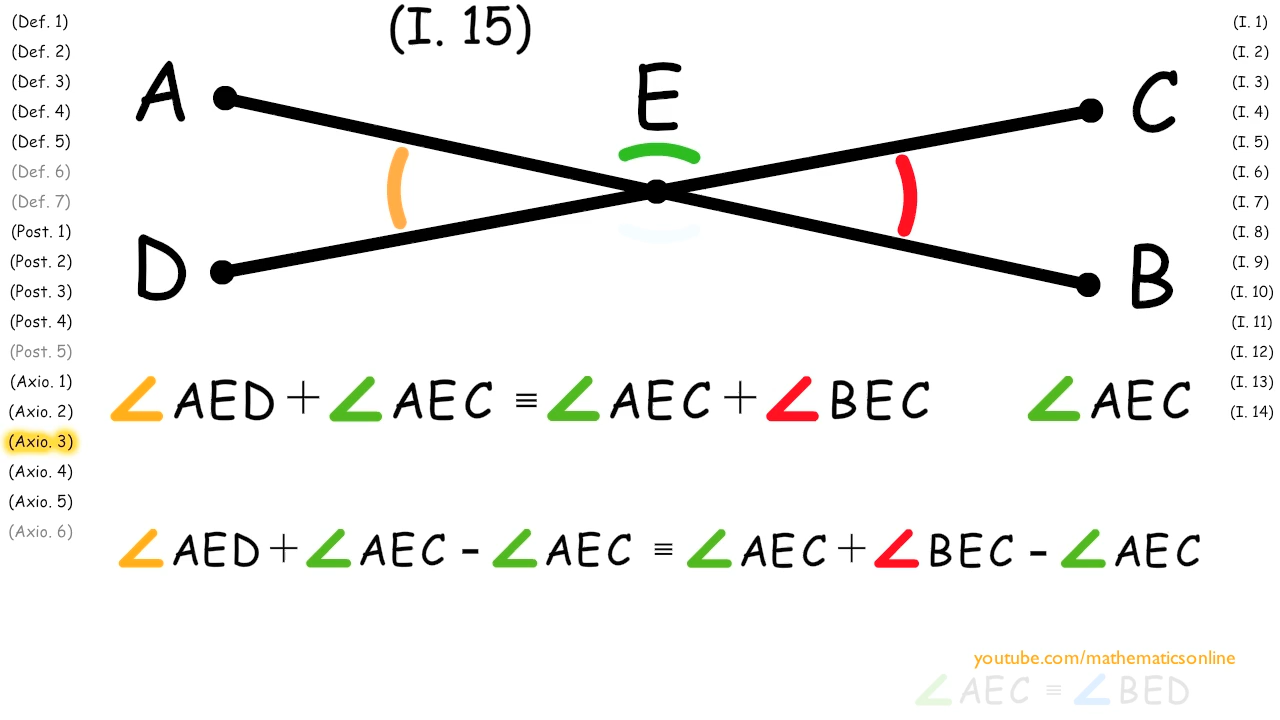 (I. 15)
A
E
C
D
B
∠AED + ∠AEC ≡ ∠AEC + ∠BEC
∠AEC
∠AED + ∠AEC - ∠AEC ≡ ∠AEC + ∠BEC - ∠AEC
youtube.com/mathematicsonline
∠AEC ≡ ∠BED
(Def. 1)
(Def. 2)
(Def. 3)
(Def. 4)
(Def. 5)
(Def. 6)
(Def. 7)
(Post. 1)
(Post. 2)
(Post. 3)
(Post. 4)
(Post. 5)
(Axio. 1)
(Axio. 2)
(Axio. 3)
(Axio. 4)
(Axio. 5)
(Axio. 6)
(I. 1)
(I. 2)
(I. 3)
(I. 4)
(I. 5)
(I. 6)
(I. 7)
(I. 8)
(I. 9)
(I. 10)
(I. 11)
(I. 12)
(I. 13)
(I. 14)